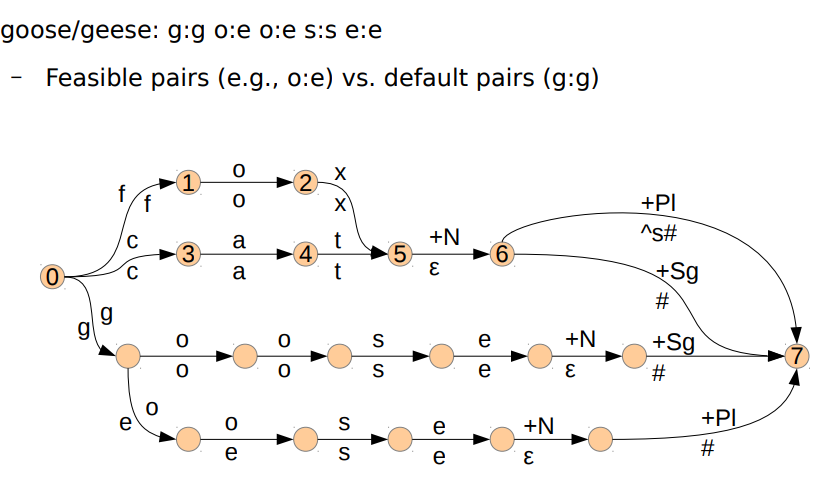 goose/geese: g:g o:e o:e s:s e:e
– Feasible pairs (e.g., o:e) vs. default pairs (g:g)
f f
1
o
o
2
x
x
+Pl
^s#
c
c
3
a
a
4
t
t
5
+N
ε
6
+Sg
#
0
g
g
o
o
o
o
s
s
e
e
+N
ε
+Sg
#
7
e o
o
e
s
s
e
e
+N
ε
+Pl
#